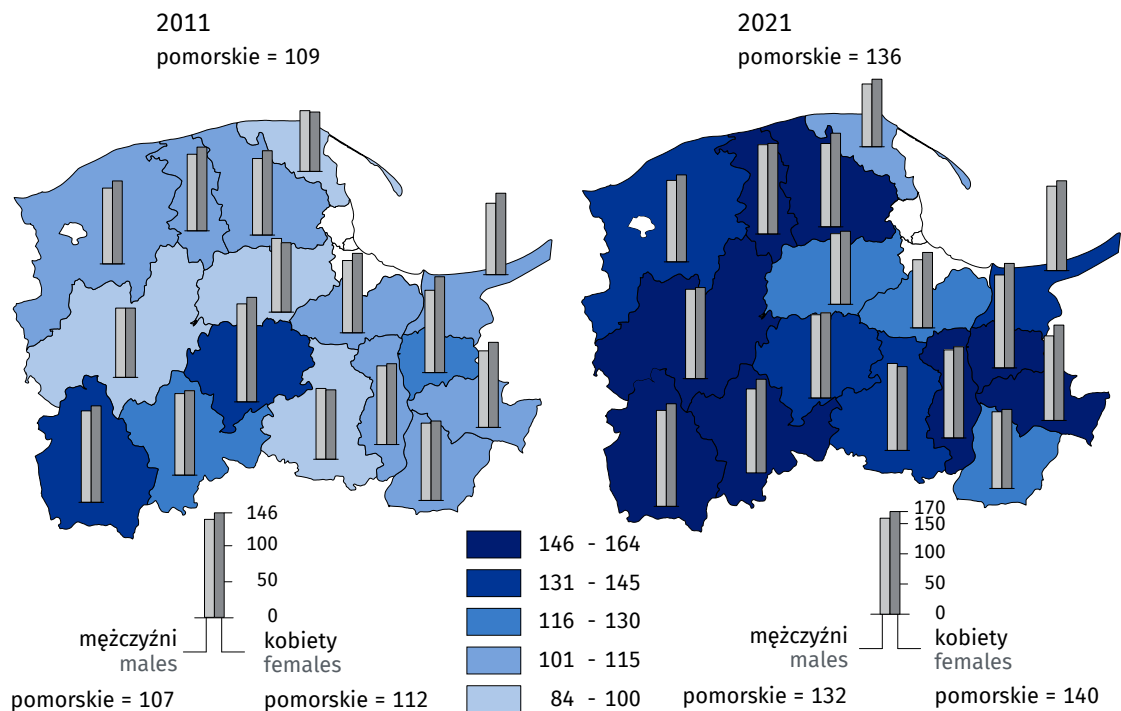 2011
pomorskie = 109
2021
pomorskie = 136
146
100
50
0
mężczyźni
males
kobiety
females
pomorskie = 107
pomorskie = 112
146 - 164
131 - 145
116 - 130
101 - 115
84 - 100
170
150
100
50
0
mężczyźni
males
kobiety
females
pomorskie = 132
pomorskie = 140